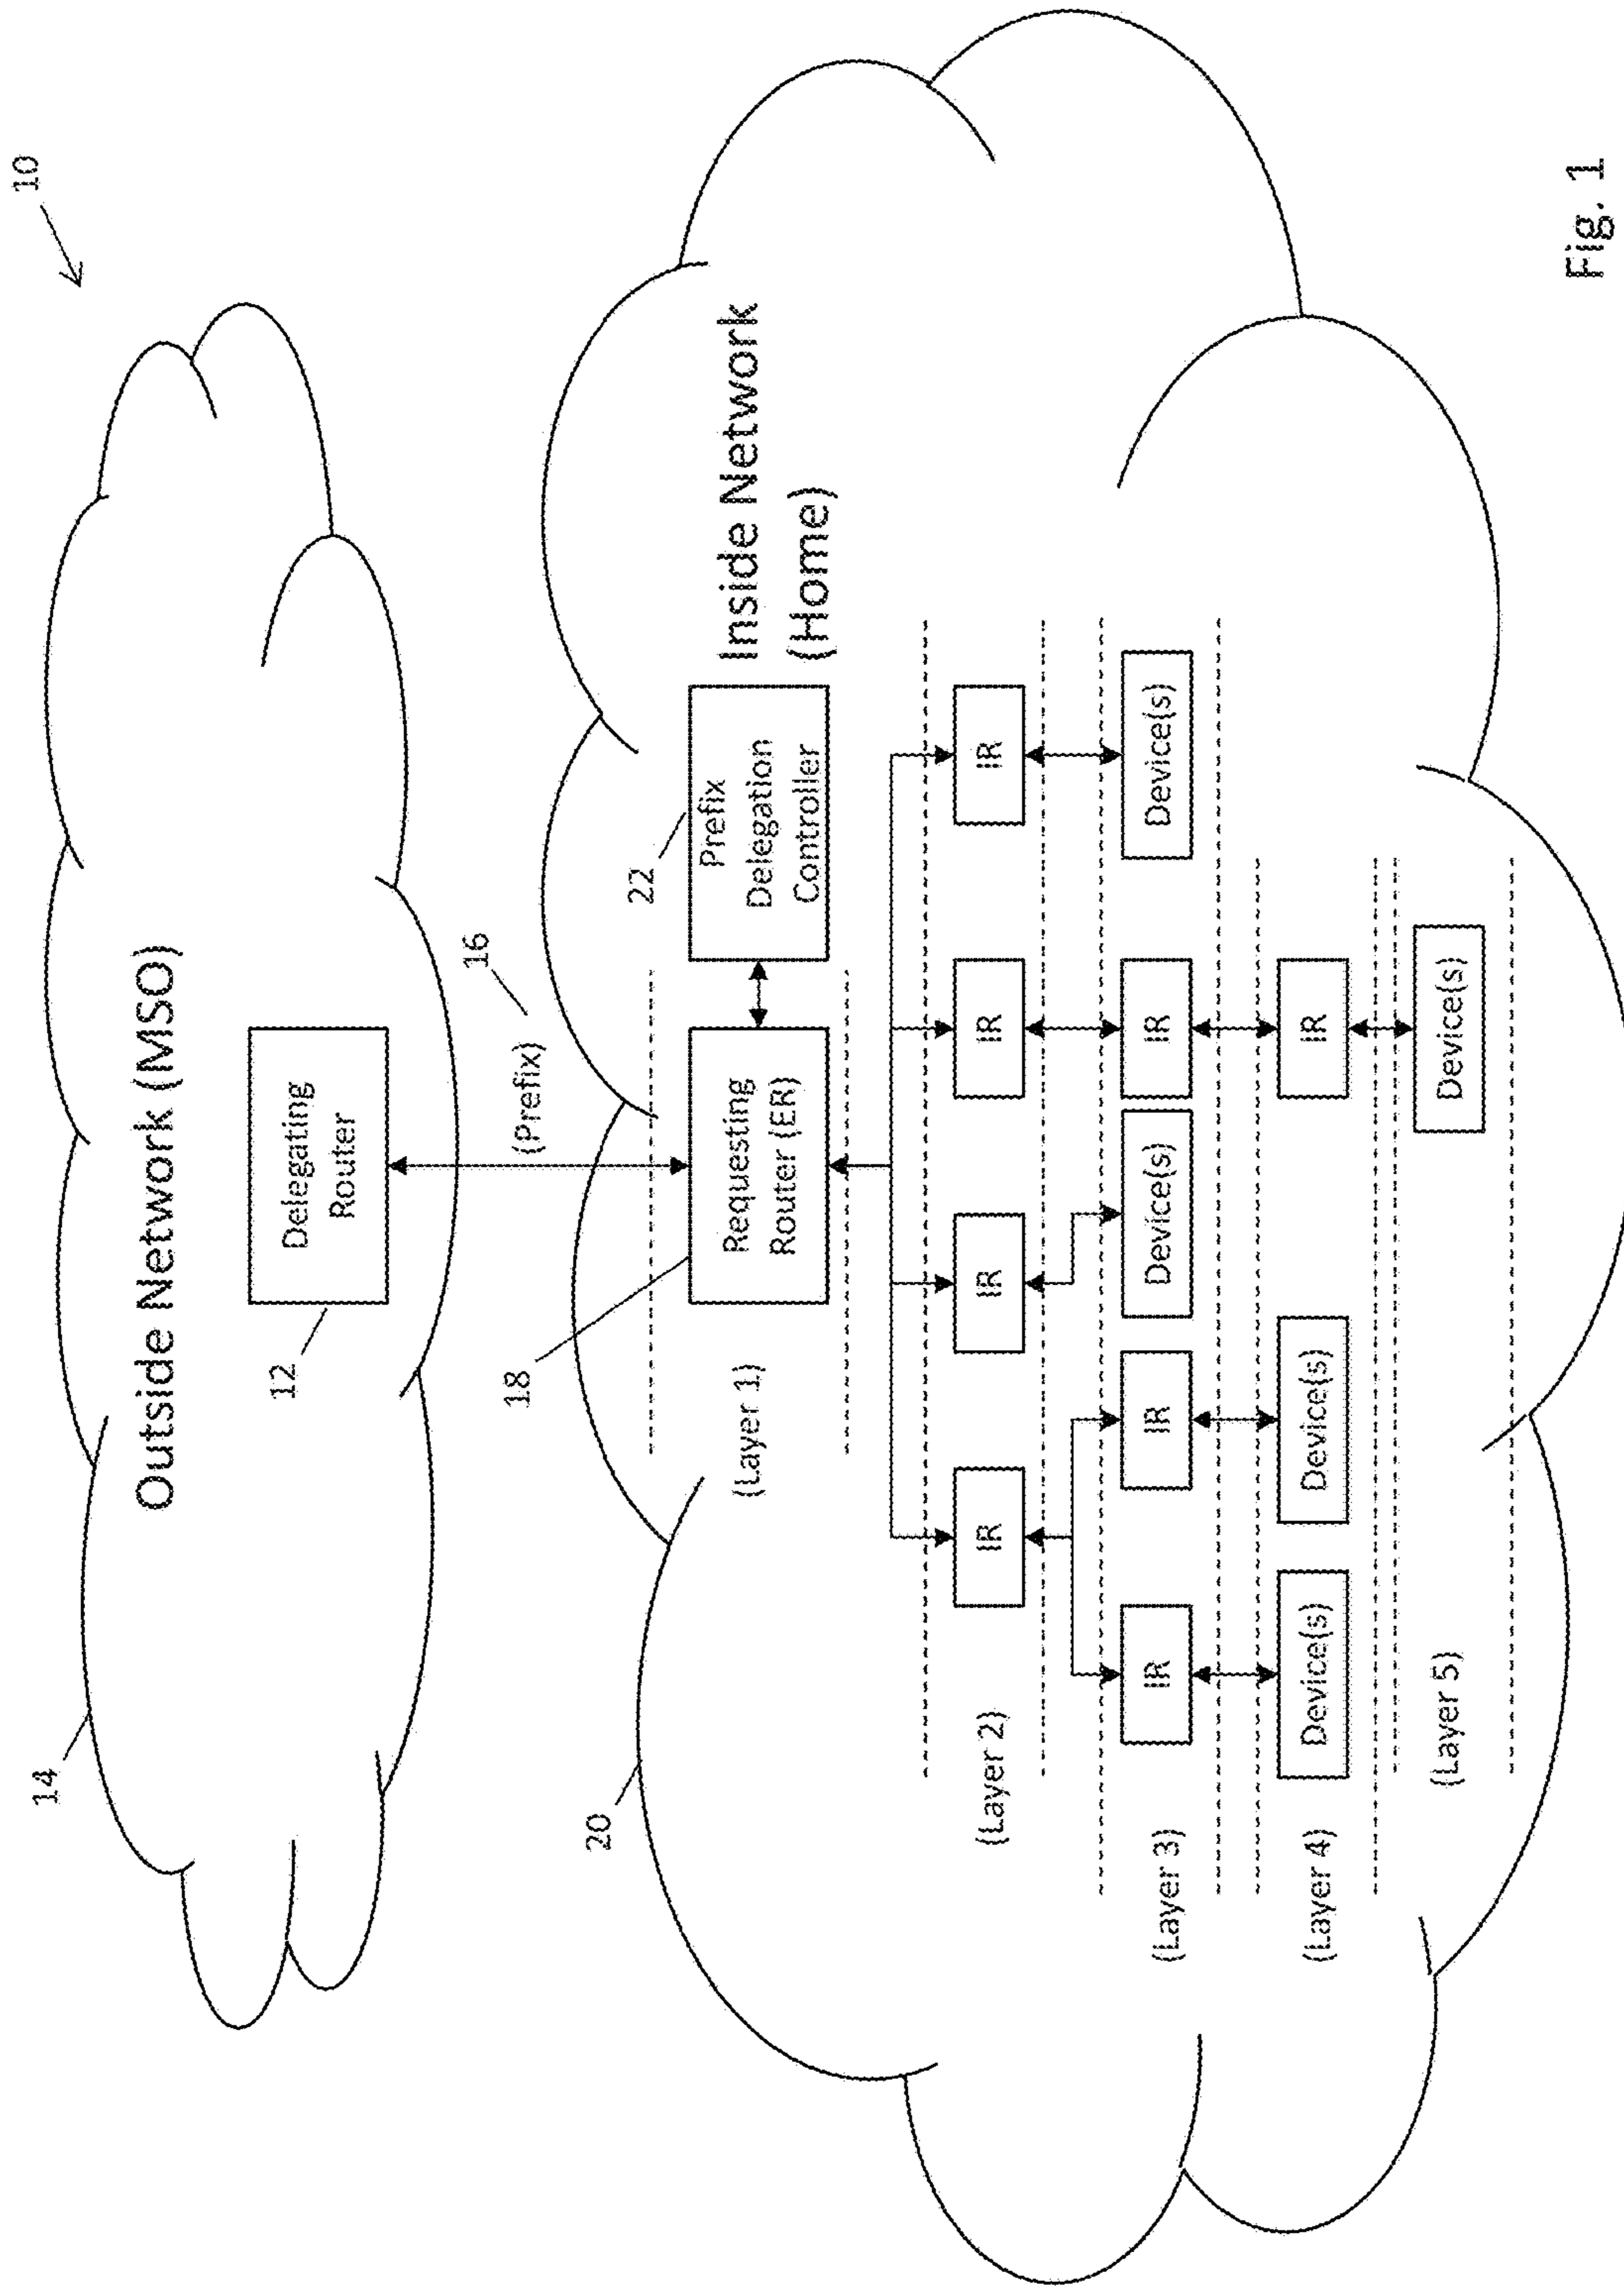 10
14
Outside Network (MSO)
12
Delegating
Router
(Prefix)
16
18
20
(Layer 1)
Requesting
Router (ER)
22
Prefix
Delegation
Controller
Inside Network
(Home)
(Layer 2)
IR
IR
IR
IR
(Layer 3)
IR
IR
Device(s)
IR
Device(s)
(Layer 4)
Device(s)
Device(s)
IR
(Layer 5)
Device(s)
Fig. 1